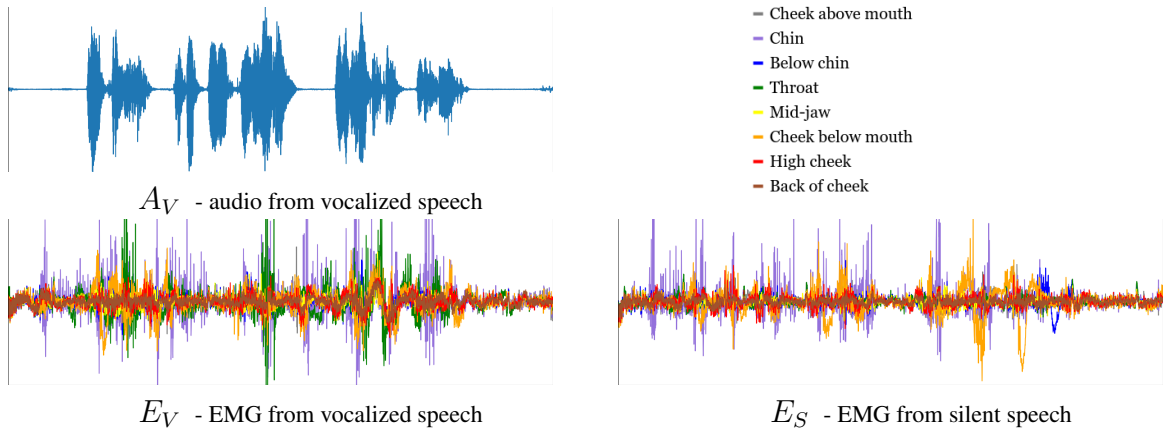 Cheek above mouth
Chin
Below chin
Throat
Mid-jaw
Cheek below mouth
High cheek
Back of cheek
A_V - audio from vocalized speech
E_V - EMG from vocalized speech
E_S - EMG from silent speech